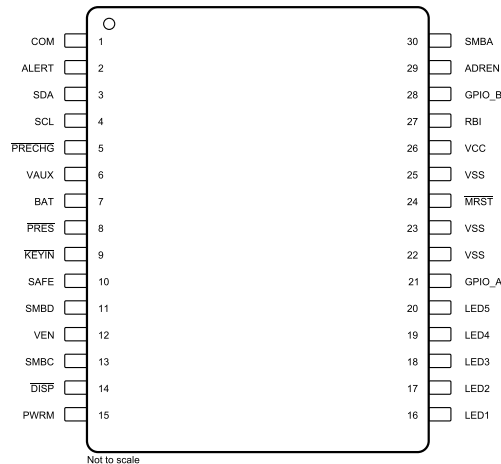 COM 1 30 SMBA
ALERT 2 29 ADREN
SDA 3 28 GPIO_B
SCL 4 27 RBI
PRECHG 5 26 VCC
VAUX 6 25 VSS
BAT 7 24 MRST
PRES 8 23 VSS
KEYIN 9 22 VSS
SAFE 10 21 GPIO_A
SMBD 11 20 LED5
VEN 12 19 LED4
SMBC 13 18 LED3
DISP 14 17 LED2
PWRM 15 16 LED1
Not to scale